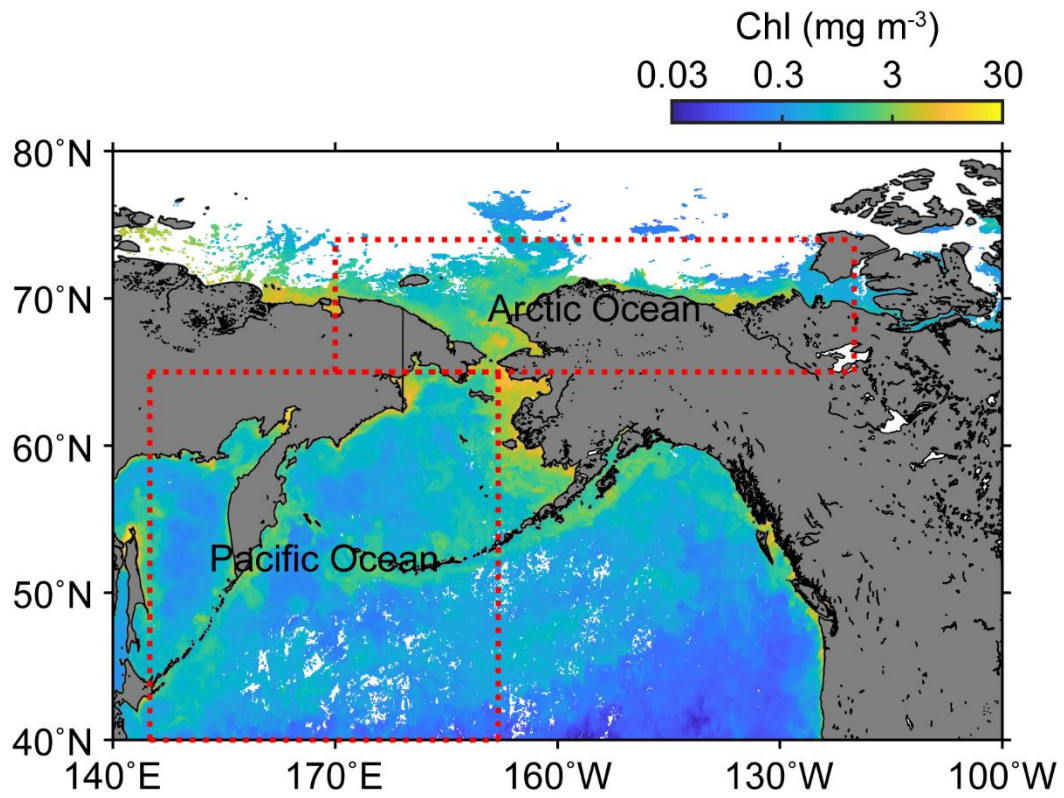 Chl (mg m⁻³)
0.03 0.3 3 30
80°N
70°N
Arctic Ocean
60°N
Pacific Ocean
50°N
40°N
140°E 170°E 160°W 130°W 100°W